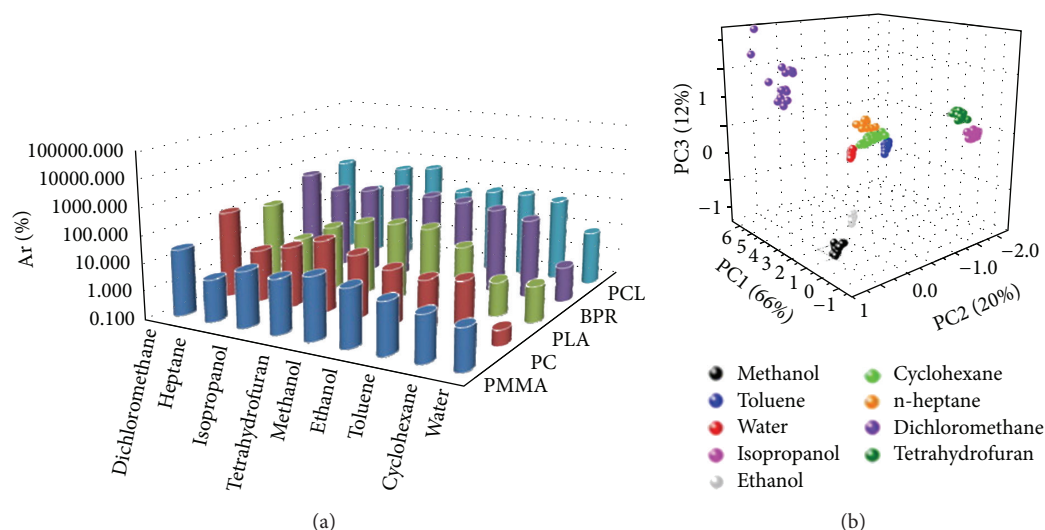 100000.000
10000.000
1000.000
100.000
10.000
1.000
0.100
Ar (%)
Dichloromethane
Heptane
Isopropanol
Tetrahydrofuran
Methanol
Ethanol
Toluene
Cyclohexane
Water
PMMA
PC
PLA
BPR
PCL
(a)
PC3 (12%)
1
0
−1
6 5 4 3 2 1 0 −1
PC1 (66%)
1
0.0
−1.0
−2.0
PC2 (20%)
Methanol
Toluene
Water
Isopropanol
Ethanol
Cyclohexane
n-heptane
Dichloromethane
Tetrahydrofuran
(b)